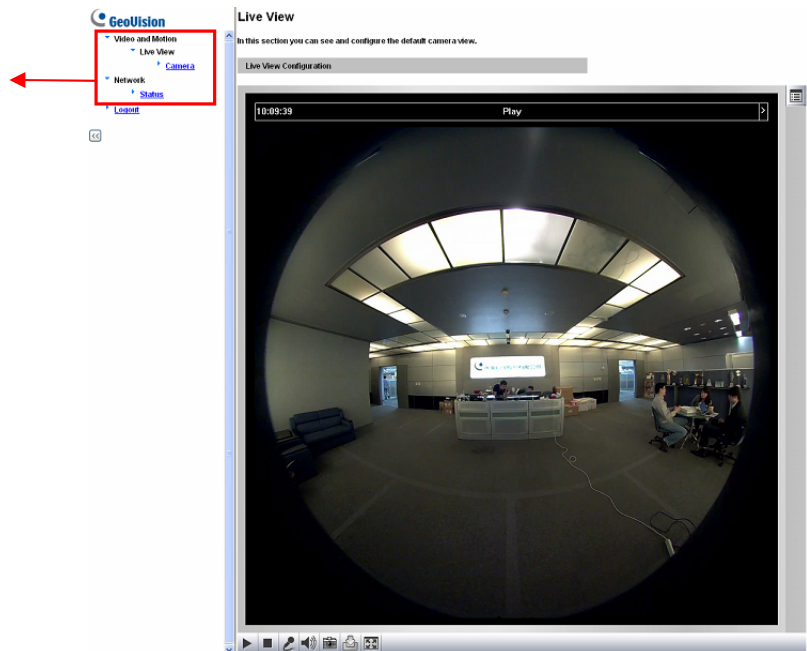 GeoVision
Video and Motion
Live View
Camera
Network
Status
Logout
Live View
In this section you can see and configure the default camera view.
Live View Configuration
10:09:39 Play